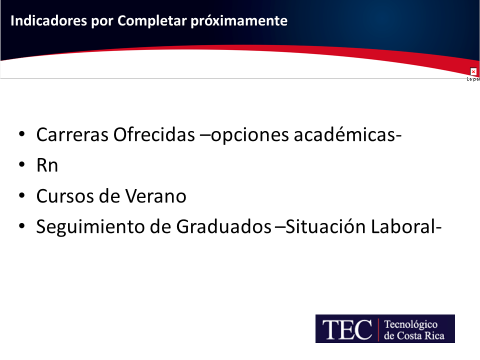 Indicadores por Completar próximamente
• Carreras Ofrecidas –opciones académicas-
• Rn
• Cursos de Verano
• Seguimiento de Graduados –Situación Laboral-
TEC | Tecnológico
de Costa Rica